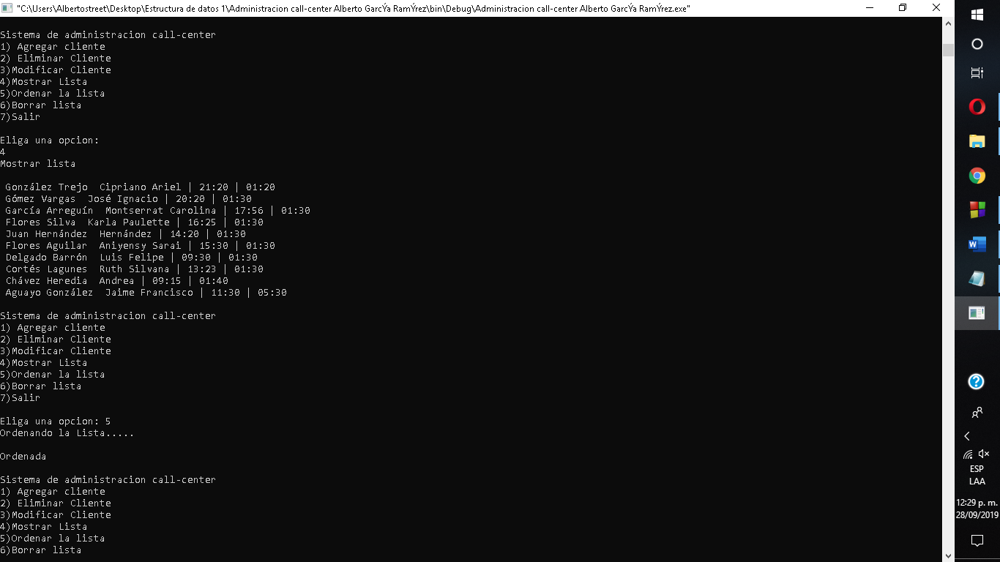 "C:\Users\Albertostreet\Desktop\Estructura de datos 1\Administracion call-center Alberto GarcÝa RamÝrez\bin\Debug\Administracion call-center Alberto GarcÝa RamÝrez.exe"
Sistema de administracion call-center
1) Agregar cliente
2) Eliminar Cliente
3)Modificar Cliente
4)Mostrar Lista
5)Ordenar la lista
6)Borrar lista
7)Salir
Eliga una opcion:
4
Mostrar lista
González Trejo  Cipriano Ariel | 21:20 | 01:20
Gómez Vargas  José Ignacio | 20:20 | 01:30
García Arreguín  Montserrat Carolina | 17:56 | 01:30
Flores Silva  Karla Paulette | 16:25 | 01:30
Juan Hernández  Hernández | 14:20 | 01:30
Flores Aguilar  Aniyensy Sarai | 15:30 | 01:30
Delgado Barrón  Luis Felipe | 09:30 | 01:30
Cortés Lagunes  Ruth Silvana | 13:23 | 01:30
Chávez Heredia  Andrea | 09:15 | 01:40
Aguayo González  Jaime Francisco | 11:30 | 05:30
Sistema de administracion call-center
1) Agregar cliente
2) Eliminar Cliente
3)Modificar Cliente
4)Mostrar Lista
5)Ordenar la lista
6)Borrar lista
7)Salir
Eliga una opcion: 5
Ordenando la Lista.....
Ordenada
Sistema de administracion call-center
1) Agregar cliente
2) Eliminar Cliente
3)Modificar Cliente
4)Mostrar Lista
5)Ordenar la lista
6)Borrar lista
ESP
LAA
12:29 p. m.
28/09/2019